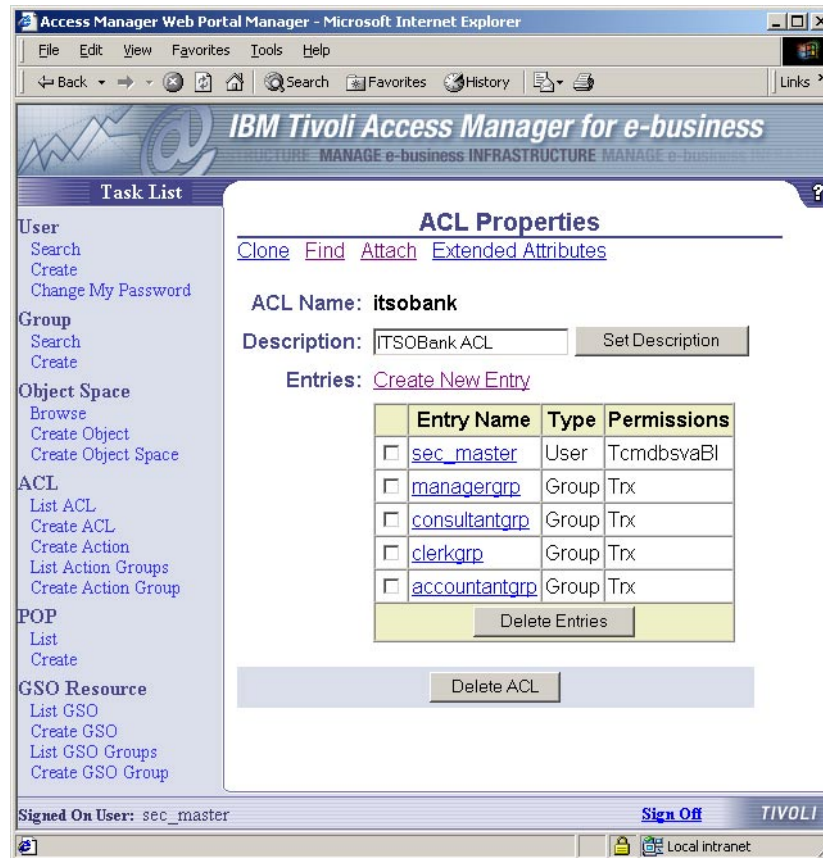 Access Manager Web Portal Manager - Microsoft Internet Explorer
File Edit View Favorites Tools Help
Back Search Favorites History Links
IBM Tivoli Access Manager for e-business
STRUCTURE MANAGE e-business INFRASTRUCTURE MANAGE e-business
Task List
?
User
Search
Create
Change My Password
Group
Search
Create
Object Space
Browse
Create Object
Create Object Space
ACL
List ACL
Create ACL
Create Action
List Action Groups
Create Action Group
POP
List
Create
GSO Resource
List GSO
Create GSO
List GSO Groups
Create GSO Group
ACL Properties
Clone Find Attach Extended Attributes
ACL Name: itsobank
Description: ITSOBank ACL Set Description
Entries: Create New Entry
Entry Name Type Permissions
sec_master User TcmdbsvaBl
managergrp Group Trx
consultantgrp Group Trx
clerkgrp Group Trx
accountantgrp Group Trx
Delete Entries
Delete ACL
Signed On User: sec_master Sign Off TIVOLI
Local intranet